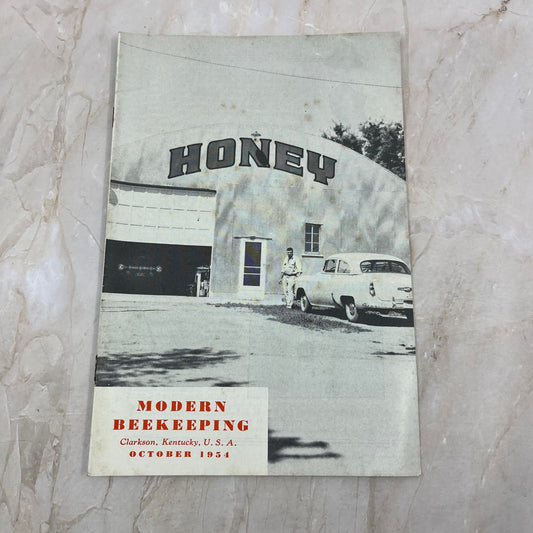 HONEY
MODERN
BEEKEEPING
Clarkson, Kentucky, U. S. A.
OCTOBER 1954